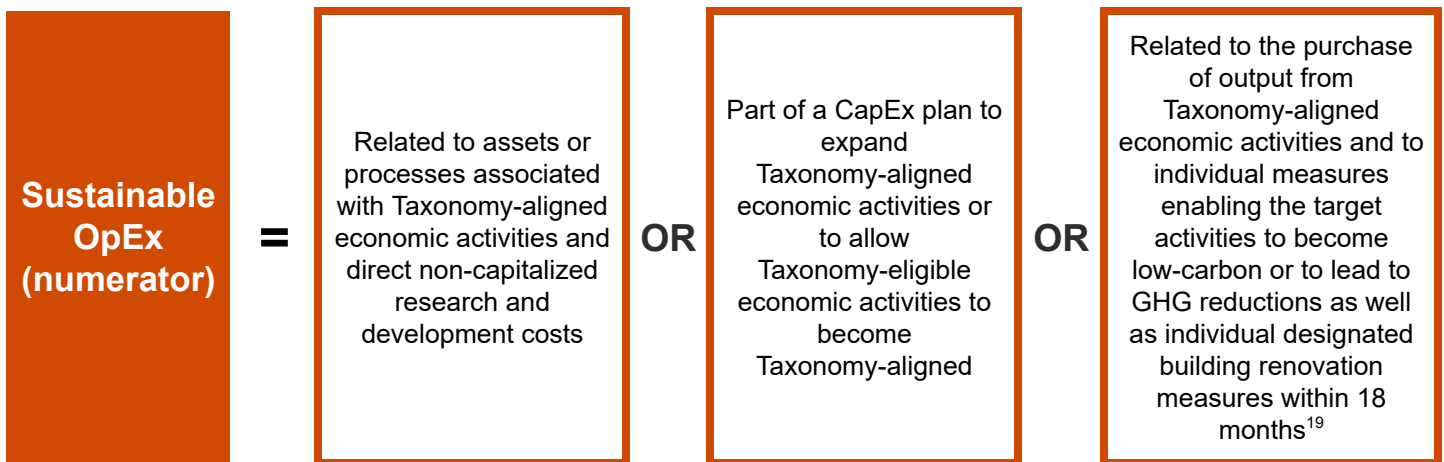 Sustainable
OpEx
(numerator)
=
Related to assets or
processes associated
with Taxonomy-aligned
economic activities and
direct non-capitalized
research and
development costs
OR
Part of a CapEx plan to
expand
Taxonomy-aligned
economic activities or
to allow
Taxonomy-eligible
economic activities to
become
Taxonomy-aligned
OR
Related to the purchase
of output from
Taxonomy-aligned
economic activities and to
individual measures
enabling the target
activities to become
low-carbon or to lead to
GHG reductions as well
as individual designated
building renovation
measures within 18
months19